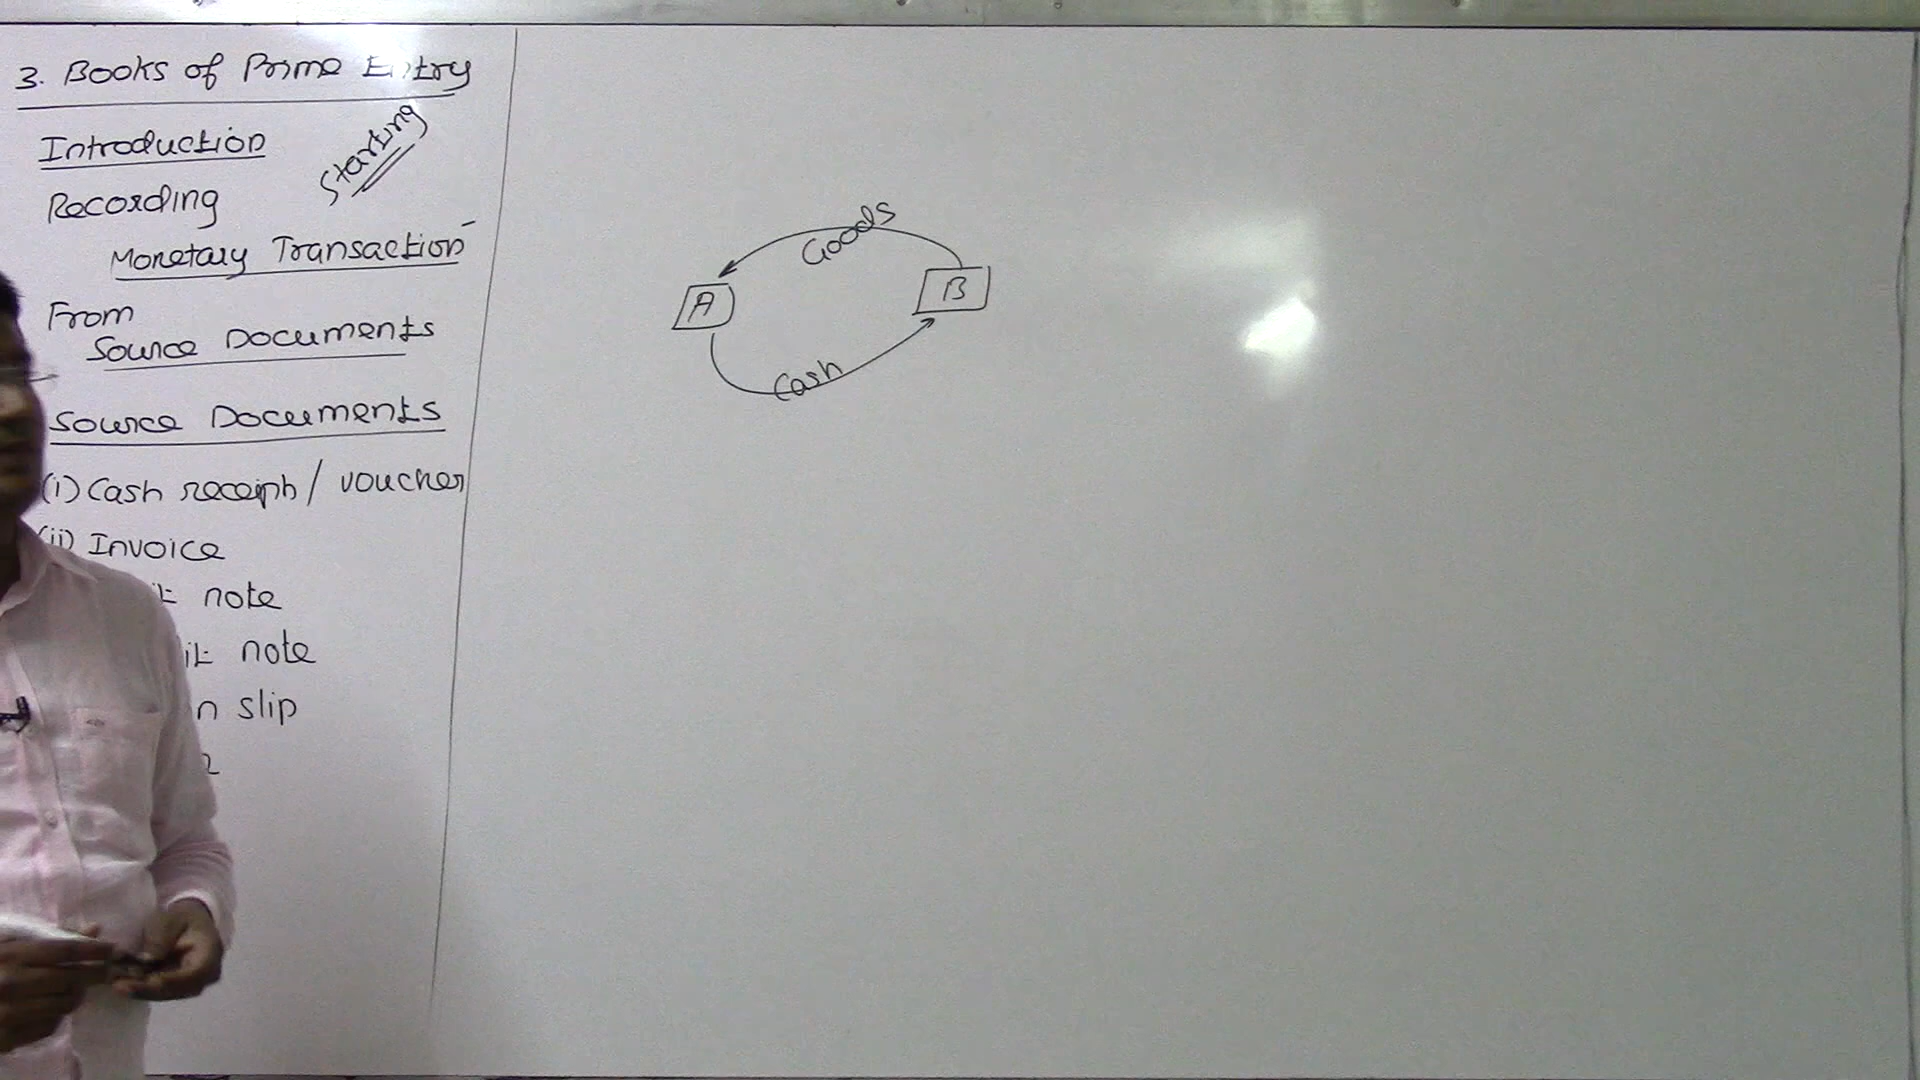 3. Books of Prime Entry
Starting
Introduction
Recording
Monetary Transaction
From
Source Documents
Source Documents
(i) Cash receiph / voucher
(ii) Invoice
note
note
slip
Goods
A
B
Cash